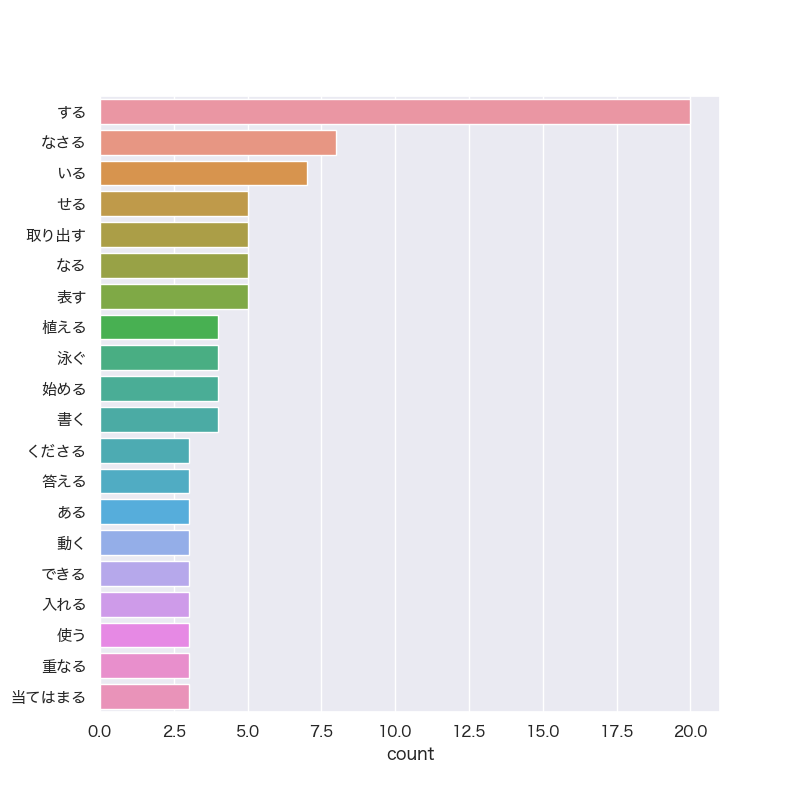 する
なさる
いる
せる
取り出す
なる
表す
植える
泳ぐ
始める
書く
くださる
答える
ある
動く
できる
入れる
使う
重なる
当てはまる
0.0 2.5 5.0 7.5 10.0 12.5 15.0 17.5 20.0
count